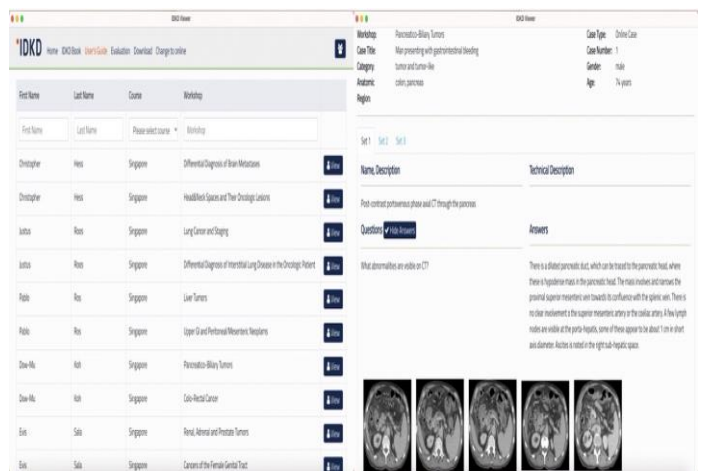 IDKD Viewer
IDKD Home IDKD Book User's Guide Evaluation Download Change to online
First Name Last Name Course Workshop
First Name Last Name Please select course Workshop
Christopher Hess Singapore Differential Diagnosis of Brain Metastases View
Christopher Hess Singapore Head&Neck Spaces and Their Oncologic Lesions View
Justus Roos Singapore Lung Cancer and Staging View
Justus Roos Singapore Differential Diagnosis of Interstitial Lung Disease in the Oncologic Patient View
Pablo Ros Singapore Liver Tumors View
Pablo Ros Singapore Upper GI and Peritoneal/Mesenteric Neoplams View
Dow-Mu Koh Singapore Pancreatico-Biliary Tumors View
Dow-Mu Koh Singapore Colo-Rectal Cancer View
Evis Sala Singapore Renal, Adrenal and Prostate Tumors View
Evis Sala Singapore Cancers of the Female Genital Tract View
IDKD Viewer
Workshop Pancreatico-Biliary Tumors Case Type: Online Case
Case Title: Man presenting with gastrointestinal bleeding Case Number: 1
Category: tumor and tumor-like Gender: male
Anatomic colon, pancreas Age: 74 years
Region:
Set 1 Set 2 Set 3
Name, Description Technical Description
Post-contrast portovenous phase axial CT through the pancreas
Questions Hide Answers Answers
What abnormalities are visible on CT? There is a dilated pancreatic duct, which can be traced to the pancreatic head, where
there is hypodense mass in the pancreatic head. The mass involves and narrows the
proximal superior mesenteric vein towards its confluence with the splenic vein. There is
no clear involvement o the superior mesenteric artery or the coeliac artery. A few lymph
nodes are visible at the porta-hepatis, some of these appear to be about 1 cm in short
axis diameter. Ascites is noted in the right sub-hepatic space.